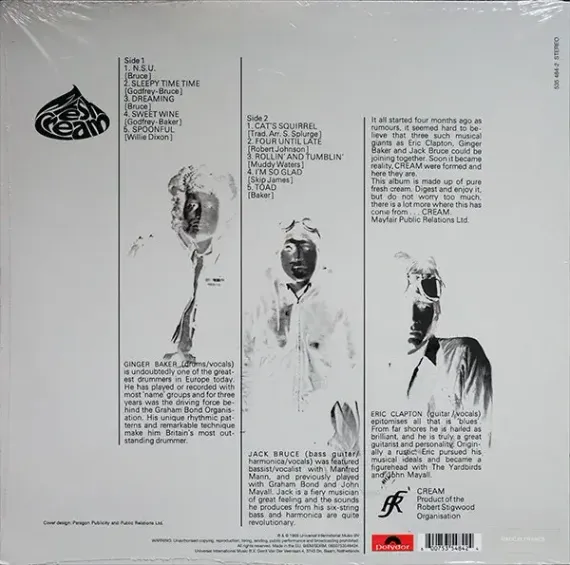 Fresh
Cream
Side 1
1. N.S.U.
[Bruce]
2. SLEEPY TIME TIME
[Godfrey-Bruce]
3. DREAMING
[Bruce]
4. SWEET WINE
[Godfrey-Baker]
5. SPOONFUL
[Willie Dixon]
Side 2
1. CAT'S SQUIRREL
[Trad. Arr. S. Splurge]
2. FOUR UNTIL LATE
[Robert Johnson]
3. ROLLIN' AND TUMBLIN'
[Muddy Waters]
4. I'M SO GLAD
[Skip James]
5. TOAD
[Baker]
It all started four months ago as
rumours, it seemed hard to be-
lieve that three such musical
giants as Eric Clapton, Ginger
Baker and Jack Bruce could be
joining together. Soon it became
reality, CREAM were formed and
here they are.
This album is made up of pure
fresh cream. Digest and enjoy it,
but do not worry too much,
there is a lot more where this has
come from . . . CREAM.
Mayfair Public Relations Ltd.
535 484-2 STEREO
GINGER BAKER (drums/vocals)
is undoubtedly one of the great-
est drummers in Europe today.
He has played or recorded with
most 'name' groups and for three
years was the driving force be-
hind the Graham Bond Organis-
ation. His unique rhythmic pat-
terns and remarkable technique
make him Britain's most out-
standing drummer.
JACK BRUCE (bass guitar/
harmonica/vocals) was featured
bassist/vocalist with Manfred
Mann, and previously played
with Graham Bond and John
Mayall. Jack is a fiery musician
of great feeling and the sounds
he produces from his six-string
bass and harmonica are quite
revolutionary.
ERIC CLAPTON (guitar/vocals)
epitomises all that is 'blues'.
From far shores he is hailed as
brilliant, and he is truly a great
guitarist and personality. Origin-
ally a rustic, Eric pursued his
musical ideals and became a
figurehead with The Yardbirds
and John Mayall.
CREAM
Product of the
Robert Stigwood
Organisation
Cover design: Paragon Publicity and Public Relations Ltd.
Polydor